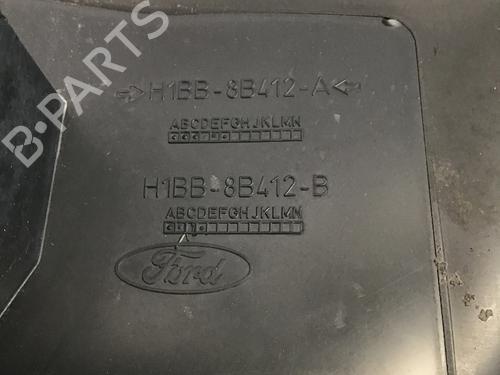 B-PARTS
H1BB-8B412-A
ABCDEFGHJKLMN
H1BB-8B412-B
ABCDEFGHJKLMN
Ford